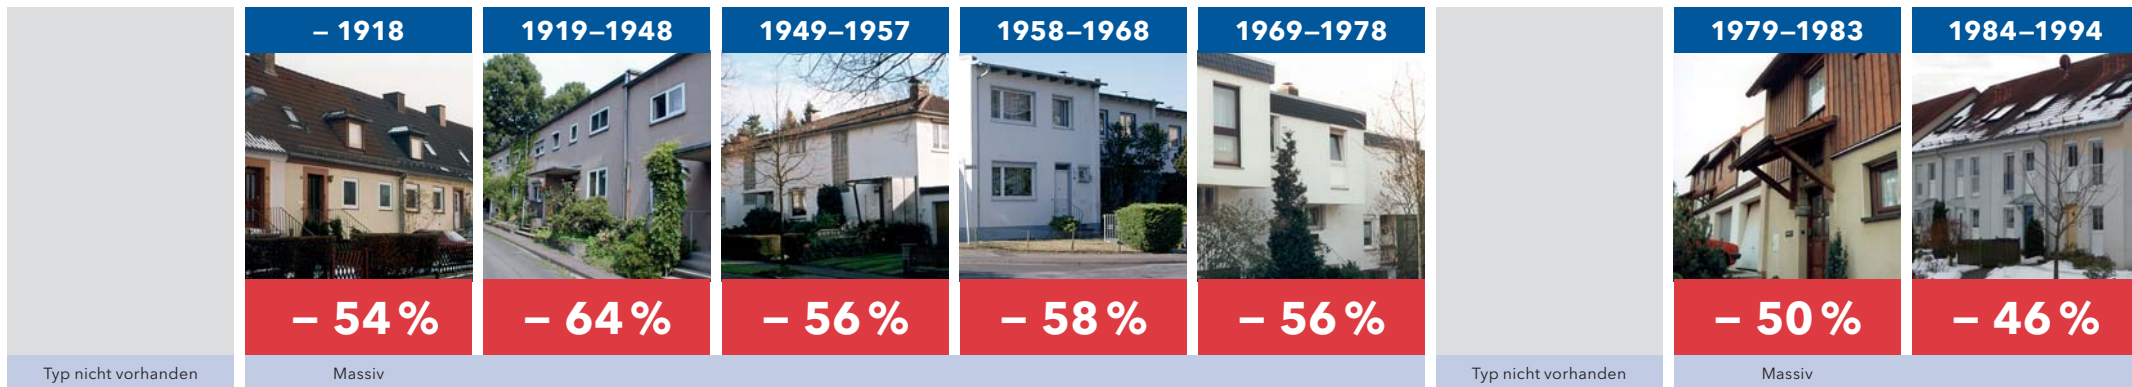 – 1918
1919–1948
1949–1957
1958–1968
1969–1978
1979–1983
1984–1994
– 54 %
– 64 %
– 56 %
– 58 %
– 56 %
– 50 %
– 46 %
Typ nicht vorhanden
Massiv
Typ nicht vorhanden
Massiv